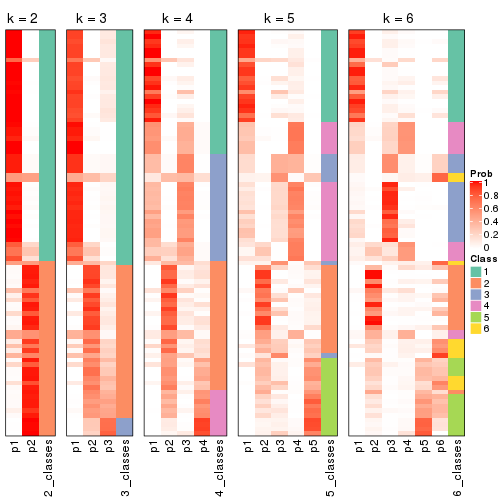 k = 2
k = 3
k = 4
k = 5
k = 6
p1
p2
2_classes
p1
p2
p3
3_classes
p1
p2
p3
p4
4_classes
p1
p2
p3
p4
p5
5_classes
p1
p2
p3
p4
p5
p6
6_classes
Prob
1
0.8
0.6
0.4
0.2
0
Class
1
2
3
4
5
6